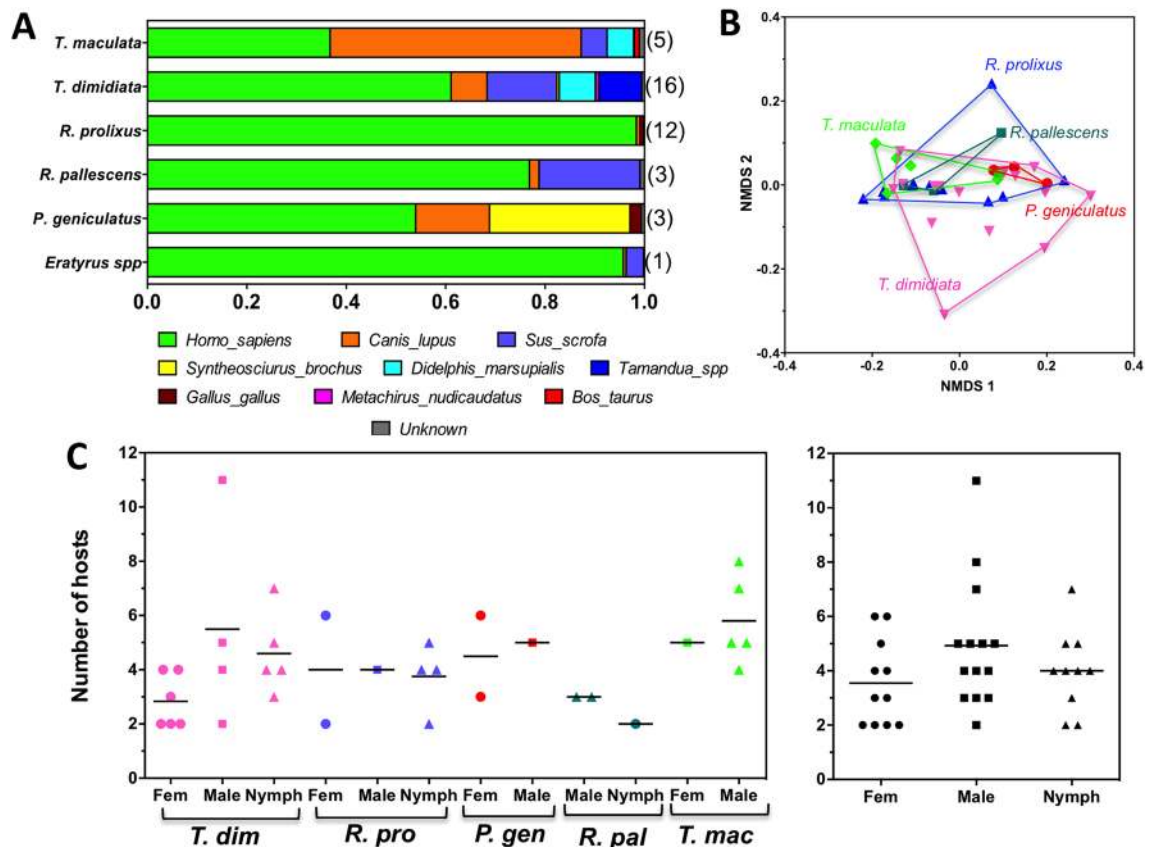 A
T. maculata
(5)
T. dimidiata
(16)
R. prolixus
(12)
R. pallescens
(3)
P. geniculatus
(3)
Eratyrus spp
(1)
0.0 0.2 0.4 0.6 0.8 1.0
Homo_sapiens Canis_lupus Sus_scrofa
Syntheosciurus_brochus Didelphis_marsupialis Tamandua_spp
Gallus_gallus Metachirus_nudicaudatus Bos_taurus
Unknown
B
0.4
0.2
0.0
-0.2
-0.4
NMDS 2
R. prolixus
T. maculata
R. pallescens
P. geniculatus
T. dimidiata
-0.4 -0.2 0.0 0.2 0.4
NMDS 1
C
Number of hosts
12
10
8
6
4
2
0
Fem Male Nymph Fem Male Nymph Fem Male Male Nymph Fem Male
T. dim R. pro P. gen R. pal T. mac
12
10
8
6
4
2
0
Fem Male Nymph